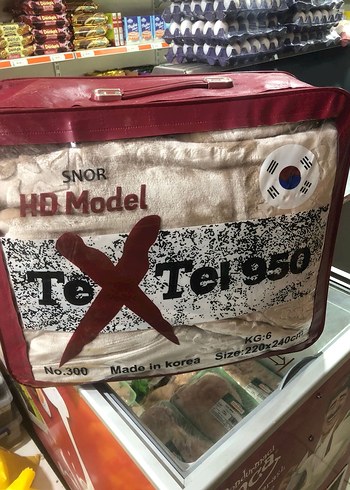 SNOR
HD Model
TeXTel 950
KG:6
No.300 Made in korea Size:220x240cm